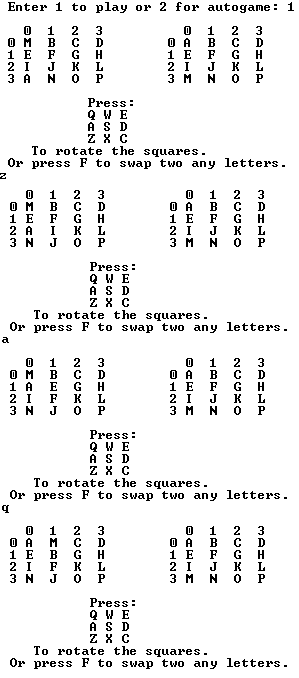 Enter 1 to play or 2 for autogame: 1
0 1 2 3 0 1 2 3
0 M B C D 0 A B C D
1 E F G H 1 E F G H
2 I J K L 2 I J K L
3 A N O P 3 M N O P
Press:
Q W E
A S D
Z X C
To rotate the squares.
Or press F to swap two any letters.
z
0 1 2 3 0 1 2 3
0 M B C D 0 A B C D
1 E F G H 1 E F G H
2 A I K L 2 I J K L
3 N J O P 3 M N O P
Press:
Q W E
A S D
Z X C
To rotate the squares.
Or press F to swap two any letters.
a
0 1 2 3 0 1 2 3
0 M B C D 0 A B C D
1 A E G H 1 E F G H
2 I F K L 2 I J K L
3 N J O P 3 M N O P
Press:
Q W E
A S D
Z X C
To rotate the squares.
Or press F to swap two any letters.
q
0 1 2 3 0 1 2 3
0 A M C D 0 A B C D
1 E B G H 1 E F G H
2 I F K L 2 I J K L
3 N J O P 3 M N O P
Press:
Q W E
A S D
Z X C
To rotate the squares.
Or press F to swap two any letters.